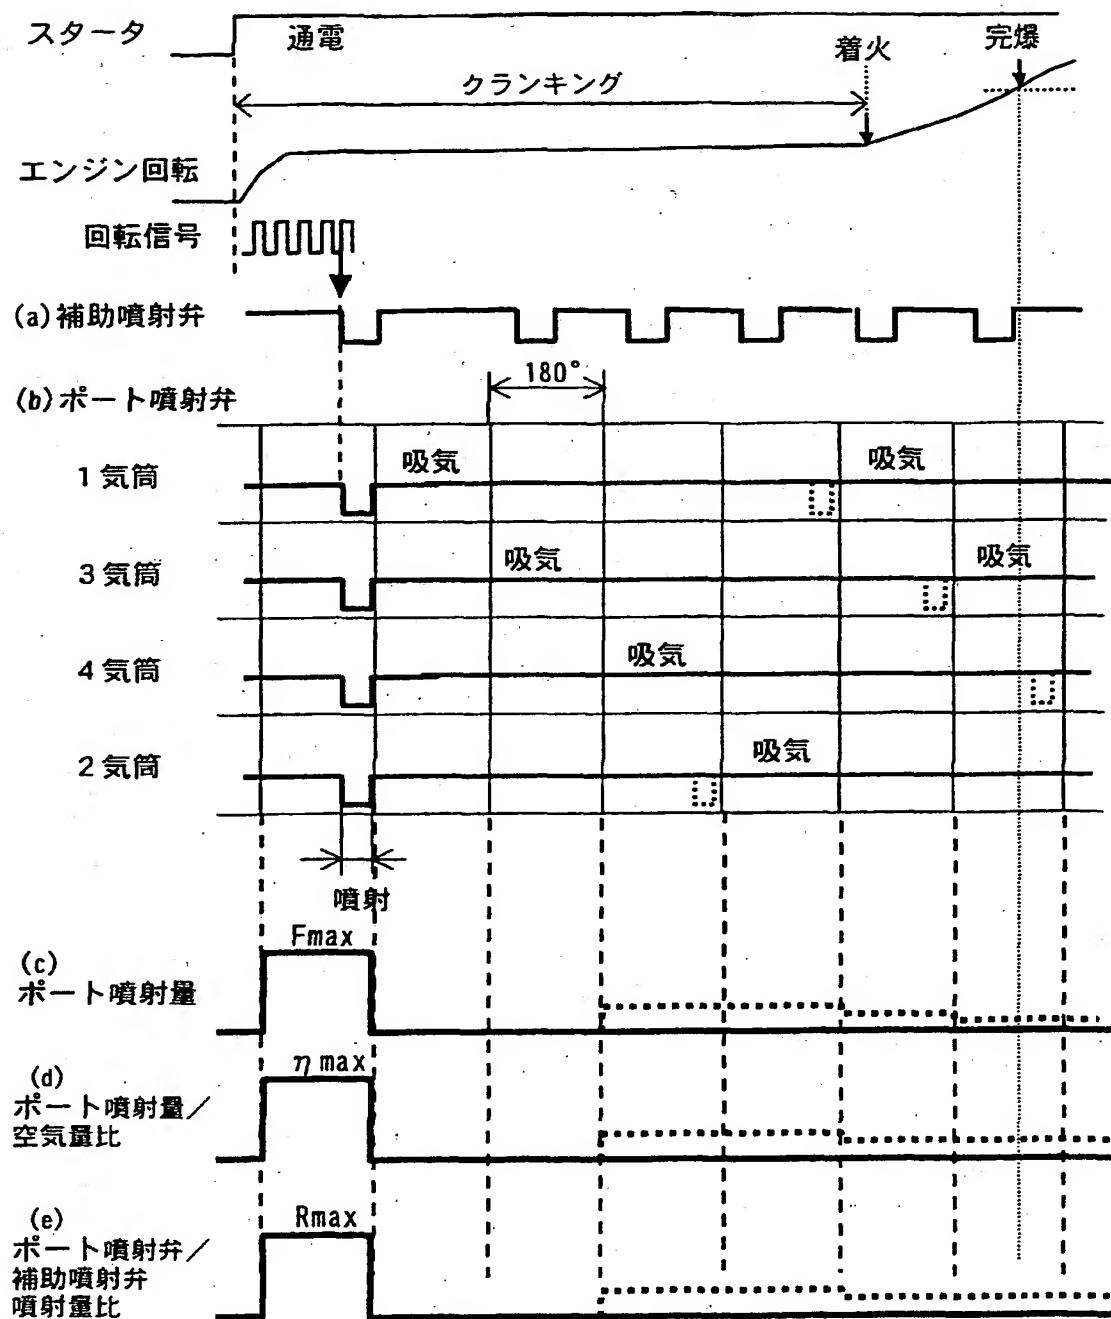 スタータ
通電
着火
完爆
クランキング
エンジン回転
回転信号
(a)補助噴射弁
180°
(b)ポート噴射弁
1気筒
吸気
吸気
3気筒
吸気
吸気
4気筒
吸気
2気筒
吸気
噴射
Fmax
(c)
ポート噴射量
ηmax
(d)
ポート噴射量/
空気量比
Rmax
(e)
ポート噴射弁/
補助噴射弁
噴射量比